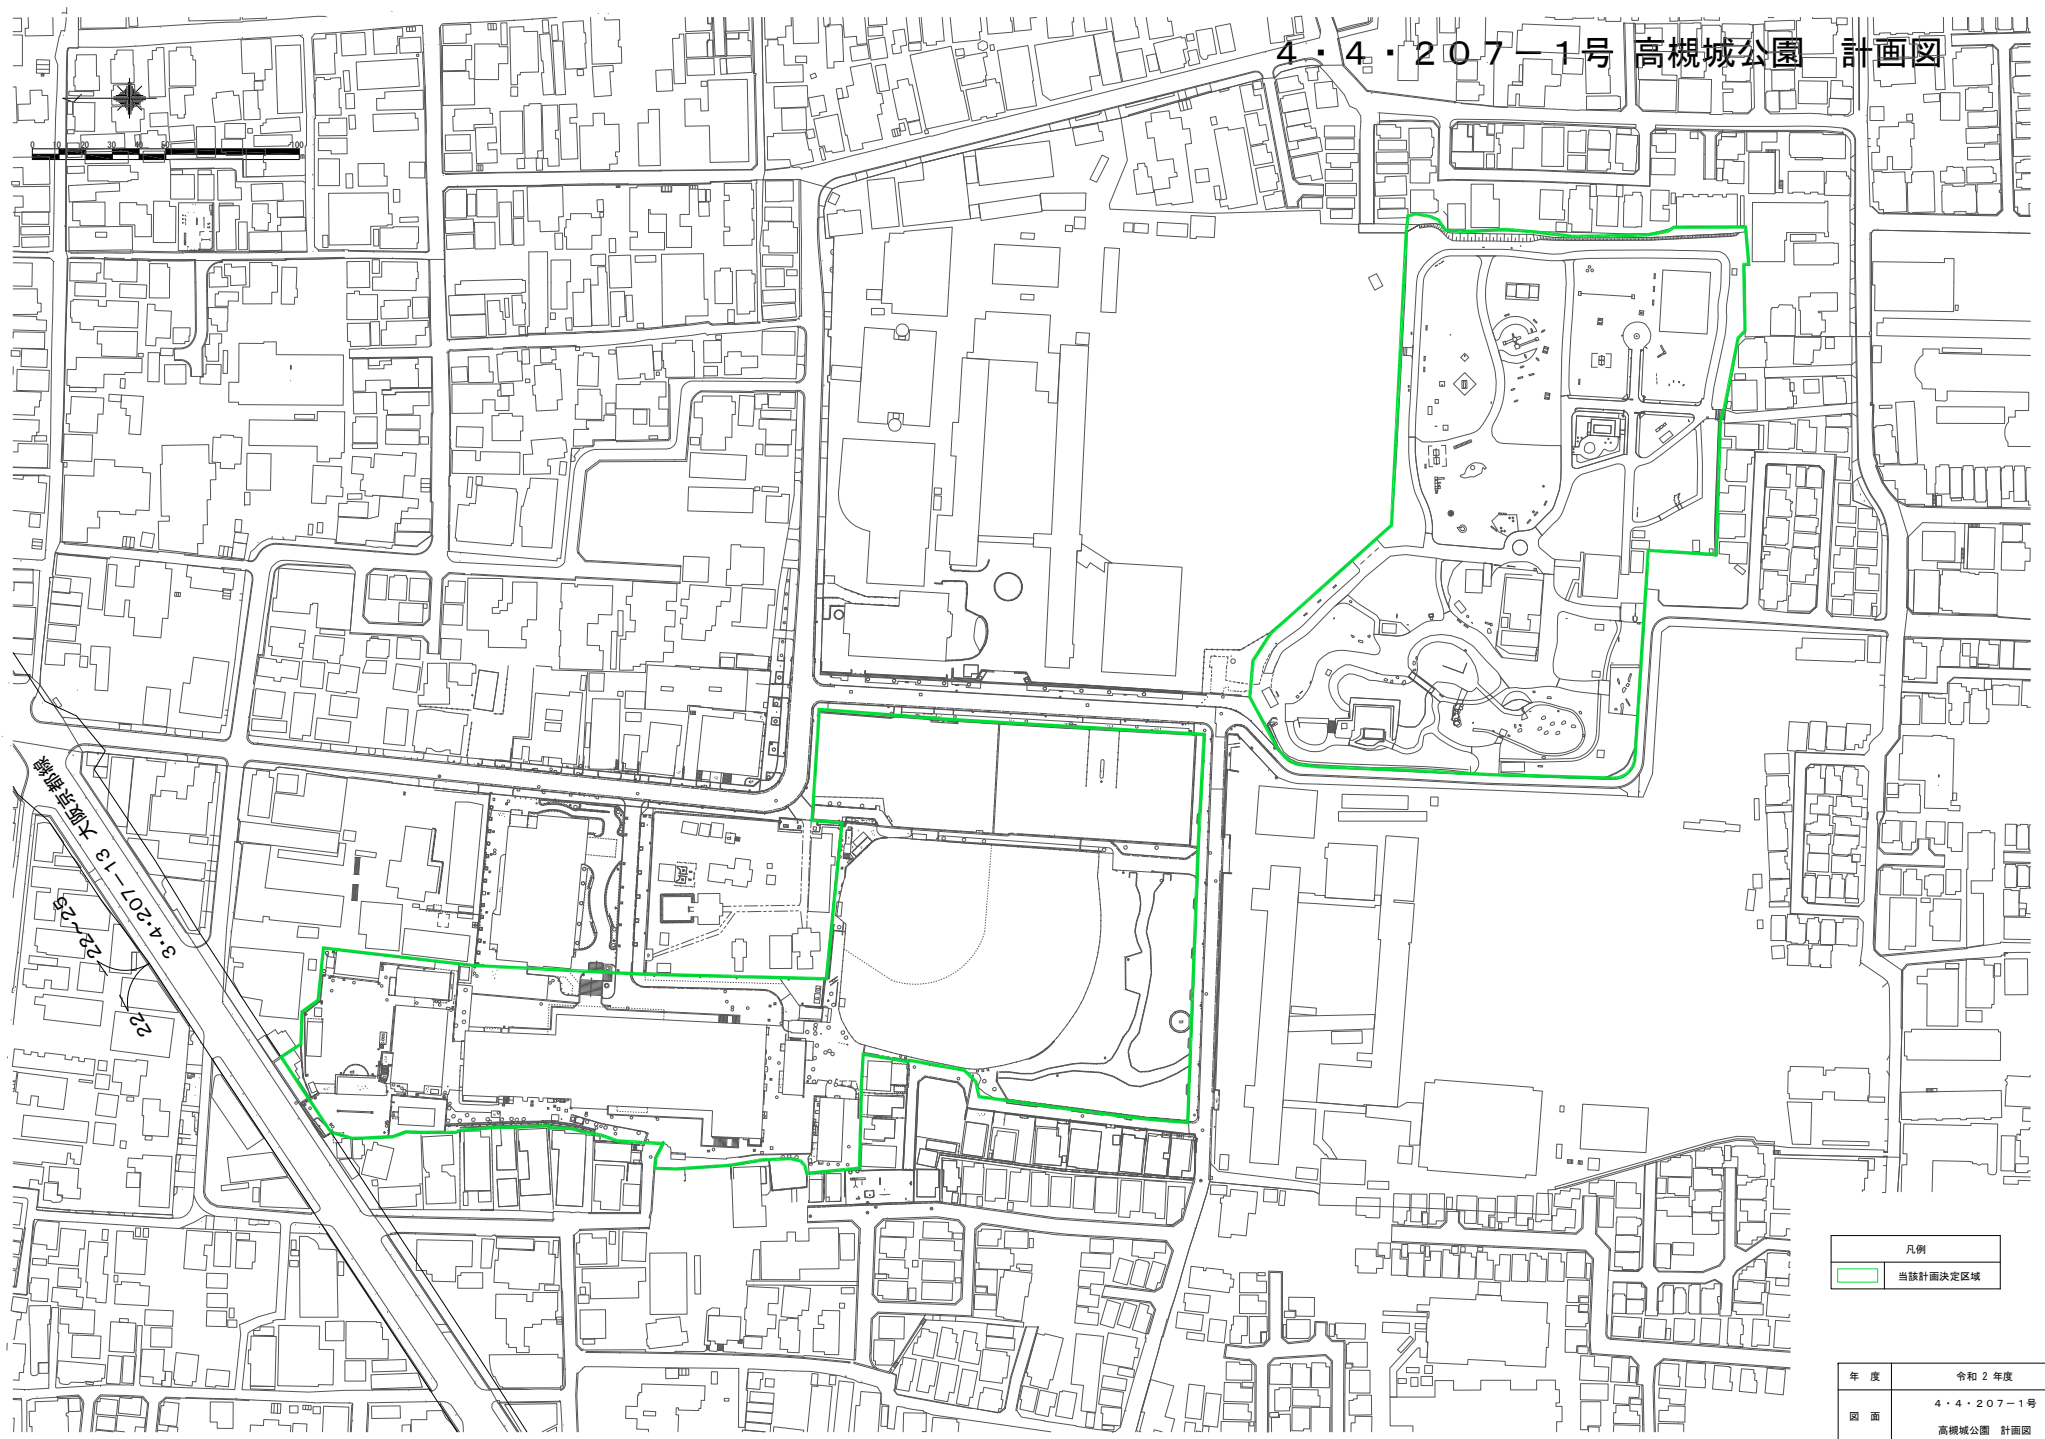 4・4・207－1号 高槻城公園　計画図
0 10 20 30 40 50 100
3・4・207－13 大阪京都線
22～25
22～
凡例
当該計画決定区域
年 度 令和 2 年度
図 面 4・4・207－1号
高槻城公園　計画図